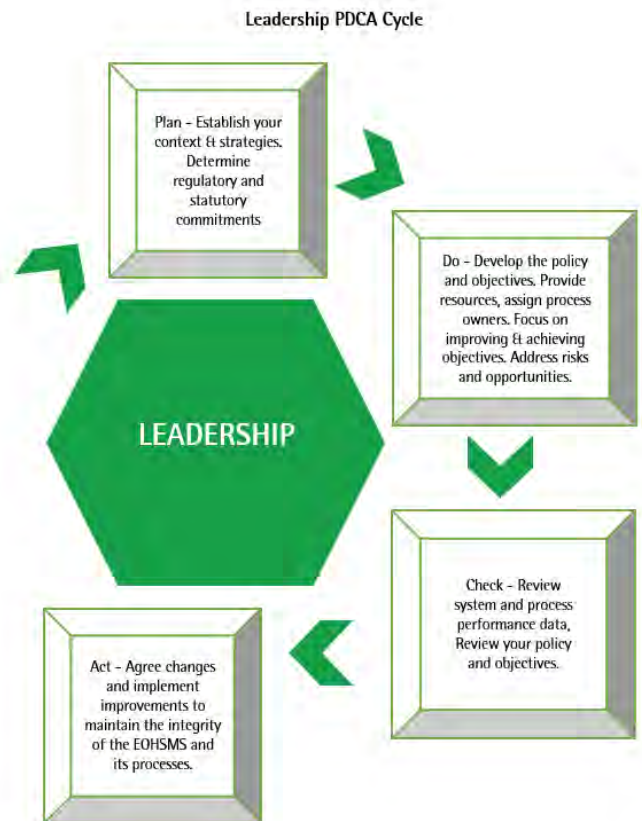 Leadership PDCA Cycle
Plan - Establish your
context & strategies.
Determine
regulatory and
statutory
commitments
Do - Develop the policy
and objectives. Provide
resources, assign process
owners. Focus on
improving & achieving
objectives. Address risks
and opportunities.
LEADERSHIP
Check - Review
system and process
performance data,
Review your policy
and objectives.
Act - Agree changes
and implement
improvements to
maintain the integrity
of the EOHSMS and
its processes.